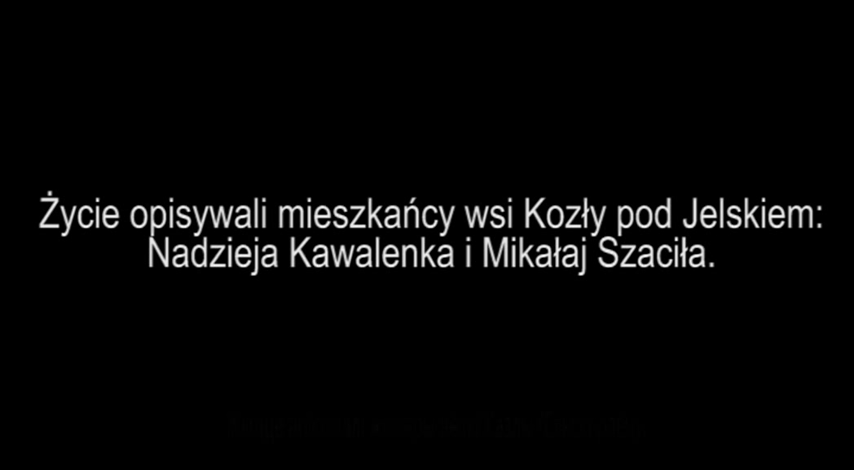 Życie opisywali mieszkańcy wsi Kozły pod Jelskiem:
Nadzieja Kawalenka i Mikałaj Szaciła.